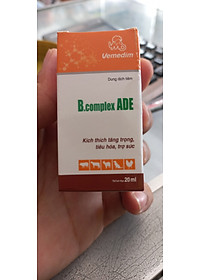 Vemedim
Dung dịch tiêm
B.complex ADE
Kích thích tăng trọng,
tiêu hóa, trợ sức
20 ml